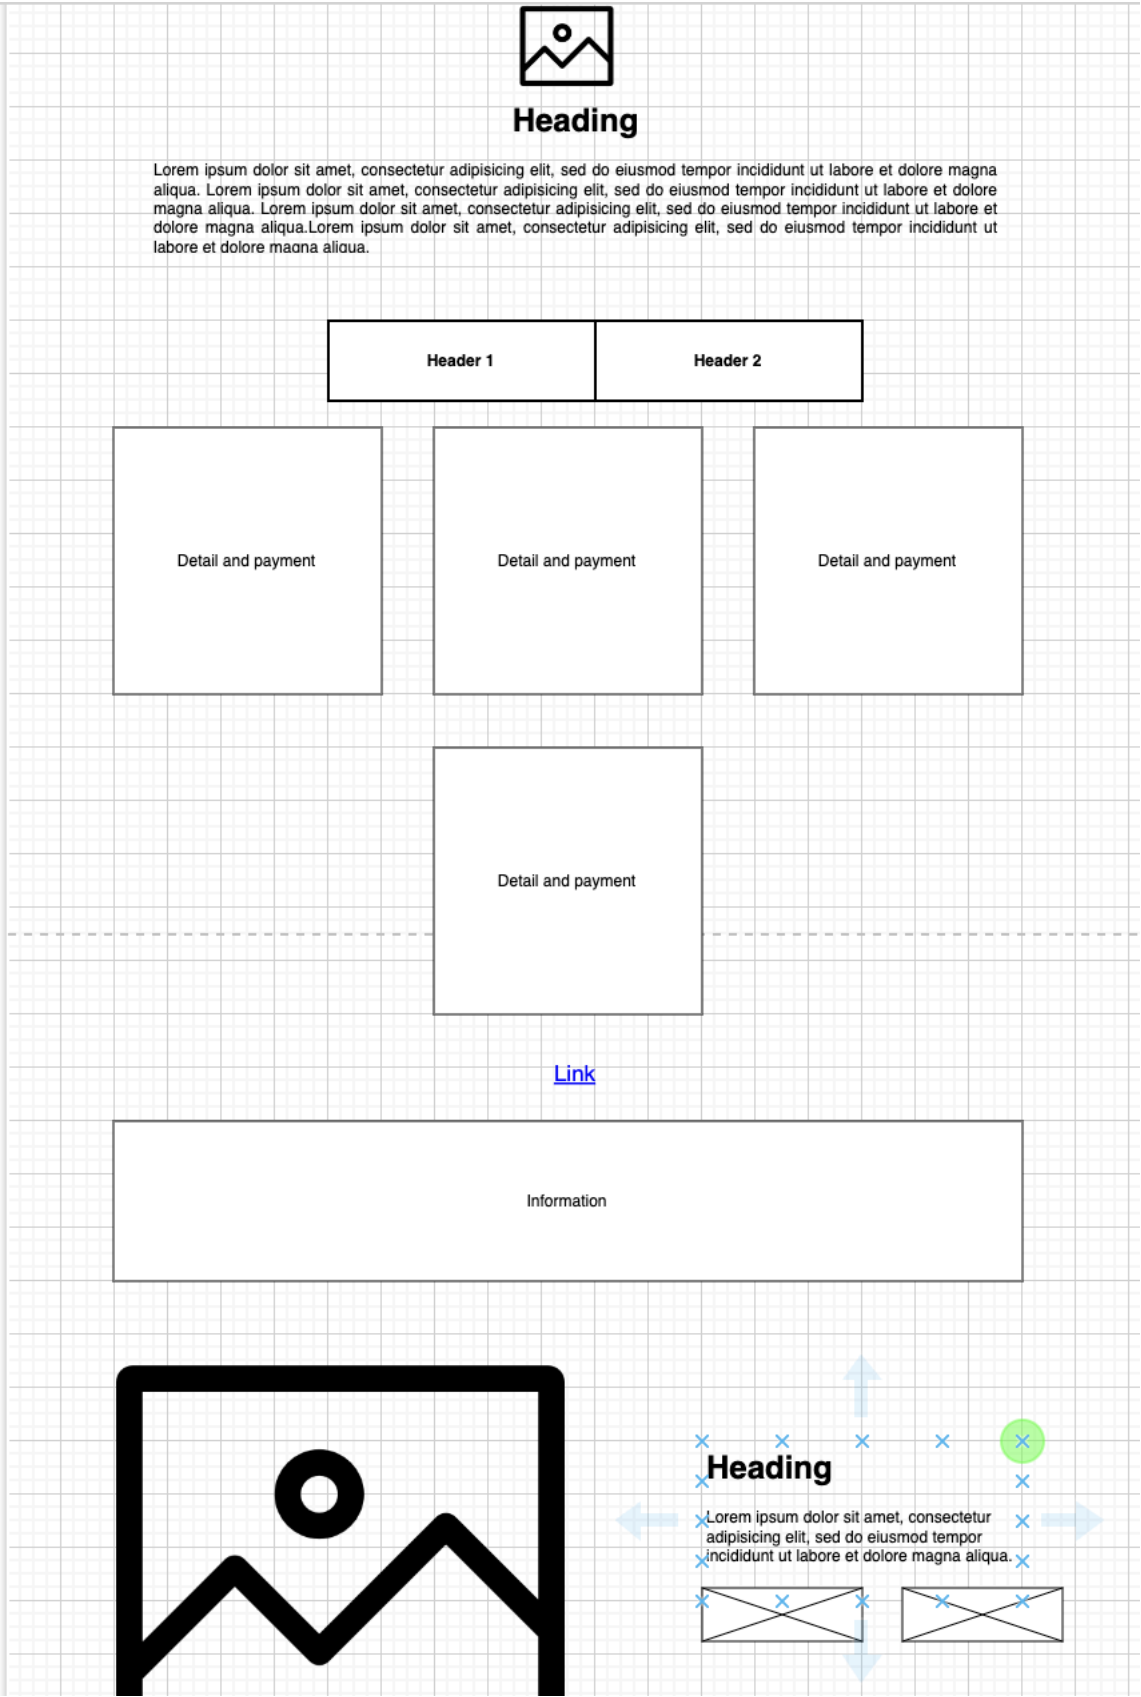 Heading
Lorem ipsum dolor sit amet, consectetur adipisicing elit, sed do eiusmod tempor incididunt ut labore et dolore magna
aliqua. Lorem ipsum dolor sit amet, consectetur adipisicing elit, sed do eiusmod tempor incididunt ut labore et dolore
magna aliqua. Lorem ipsum dolor sit amet, consectetur adipisicing elit, sed do eiusmod tempor incididunt ut labore et
dolore magna aliqua.Lorem ipsum dolor sit amet, consectetur adipisicing elit, sed do eiusmod tempor incididunt ut
labore et dolore magna aliqua.
Header 1
Header 2
Detail and payment
Detail and payment
Detail and payment
Detail and payment
Link
Information
Heading
Lorem ipsum dolor sit amet, consectetur
adipisicing elit, sed do eiusmod tempor
incididunt ut labore et dolore magna aliqua.